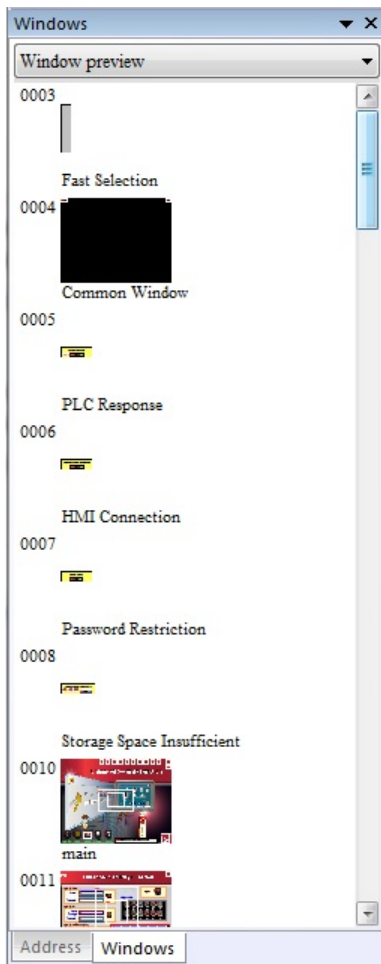 Windows
Window preview
0003
Fast Selection
0004
Common Window
0005
PLC Response
0006
HMI Connection
0007
Password Restriction
0008
Storage Space Insufficient
0010
main
0011
Address Windows